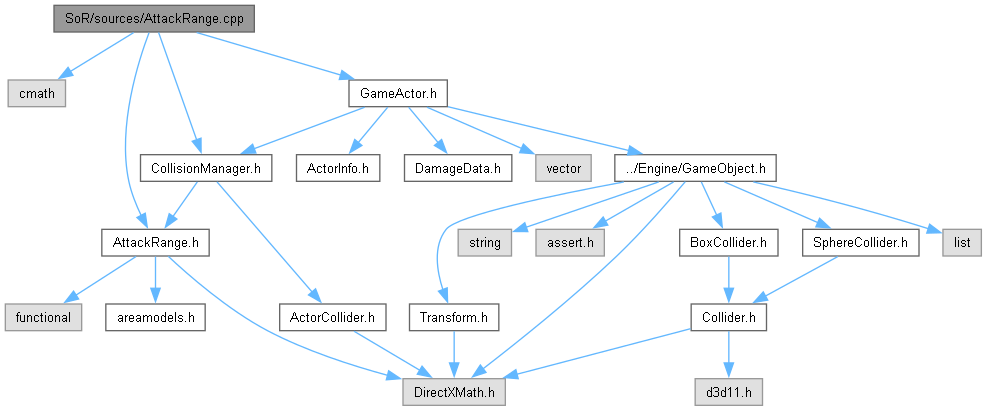 SoR/sources/AttackRange.cpp
cmath
GameActor.h
CollisionManager.h
ActorInfo.h
DamageData.h
vector
../Engine/GameObject.h
AttackRange.h
string
assert.h
BoxCollider.h
SphereCollider.h
list
functional
areamodels.h
ActorCollider.h
Transform.h
Collider.h
DirectXMath.h
d3d11.h